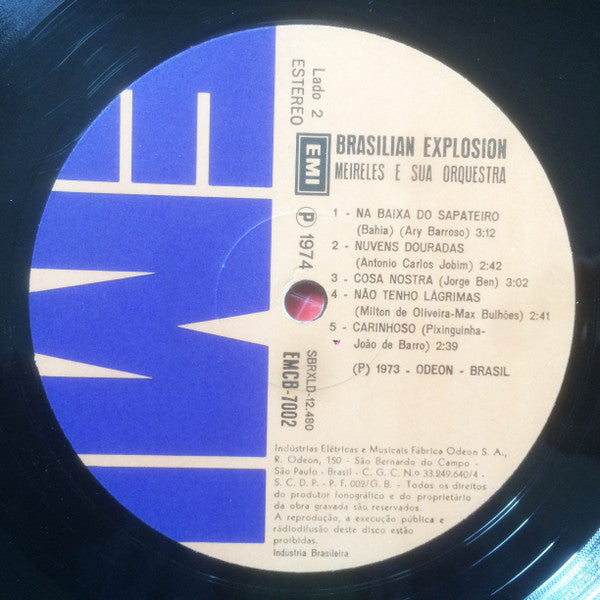 EMI
Lado 2
ESTEREO
EMI
BRASILIAN EXPLOSION
MEIRELES E SUA ORQUESTRA
1 - NA BAIXA DO SAPATEIRO
(Bahia) (Ary Barroso) 3:12
2 - NUVENS DOURADAS
(Antonio Carlos Jobim) 2:42
3 - COSA NOSTRA (Jorge Ben) 3:02
4 - NÃO TENHO LÁGRIMAS
(Milton de Oliveira-Max Bulhões) 2:41
5 - CARINHOSO (Pixinguinha-
João de Barro) 2:39
(P) 1973 - ODEON - BRASIL
Ⓟ 1974
SBRXLD-12.480
EMCB-7002
Indústrias Elétricas e Musicais Fábrica Odeon S. A.,
R. Odeon, 150 - São Bernardo do Campo -
São Paulo - Brasil - C. G. C. N.o 33.249.640/4 -
S. C. D. P. - P. F. 002/G. B. - Todos os direitos
do produtor fonográfico e do proprietário
da obra gravada são reservados.
A reprodução, a execução pública e
rádiodifusão deste disco estão
proibidas.
Indústria Brasileira